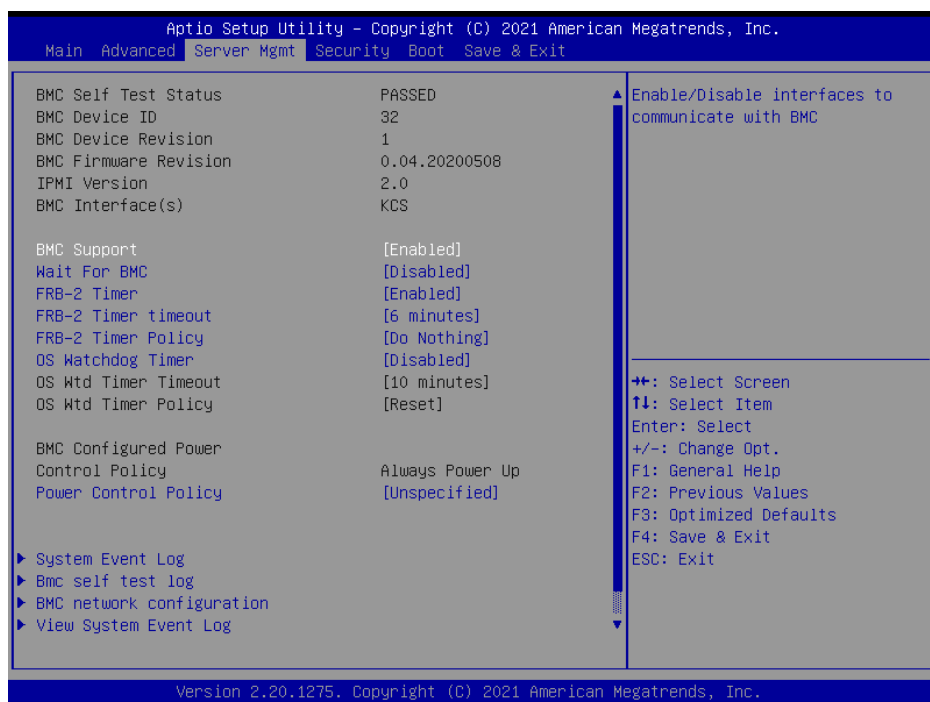 Aptio Setup Utility – Copyright (C) 2021 American Megatrends, Inc.
Main Advanced Server Mgmt Security Boot Save & Exit
BMC Self Test Status PASSED
BMC Device ID 32
BMC Device Revision 1
BMC Firmware Revision 0.04.20200508
IPMI Version 2.0
BMC Interface(s) KCS
BMC Support [Enabled]
Wait For BMC [Disabled]
FRB-2 Timer [Enabled]
FRB-2 Timer timeout [6 minutes]
FRB-2 Timer Policy [Do Nothing]
OS Watchdog Timer [Disabled]
OS Wtd Timer Timeout [10 minutes]
OS Wtd Timer Policy [Reset]
BMC Configured Power
Control Policy Always Power Up
Power Control Policy [Unspecified]
System Event Log
Bmc self test log
BMC network configuration
View System Event Log
Enable/Disable interfaces to
communicate with BMC
→←: Select Screen
↑↓: Select Item
Enter: Select
+/-: Change Opt.
F1: General Help
F2: Previous Values
F3: Optimized Defaults
F4: Save & Exit
ESC: Exit
Version 2.20.1275. Copyright (C) 2021 American Megatrends, Inc.